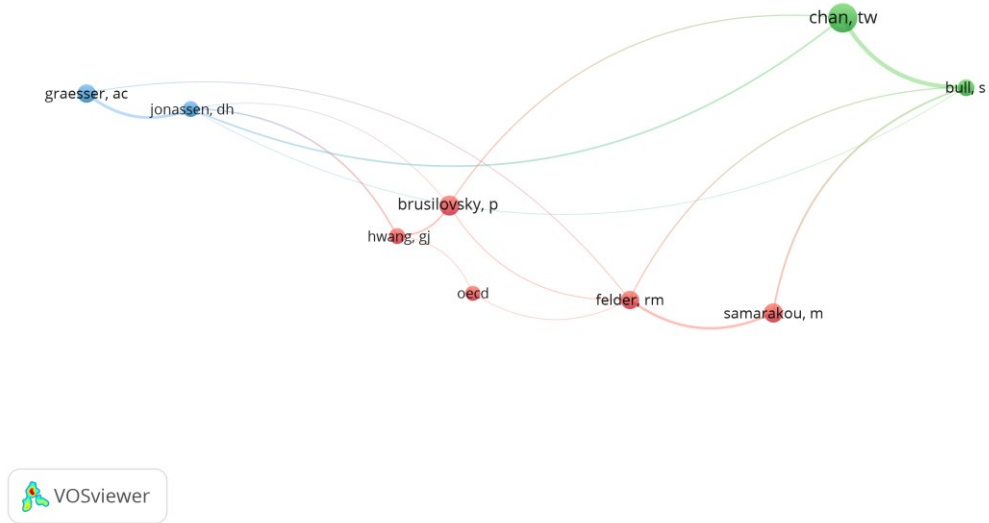 chan, tw
bull, s
graesser, ac
jonassen, dh
brusilovsky, p
hwang, gj
oecd
felder, rm
samarakou, m
VOSviewer